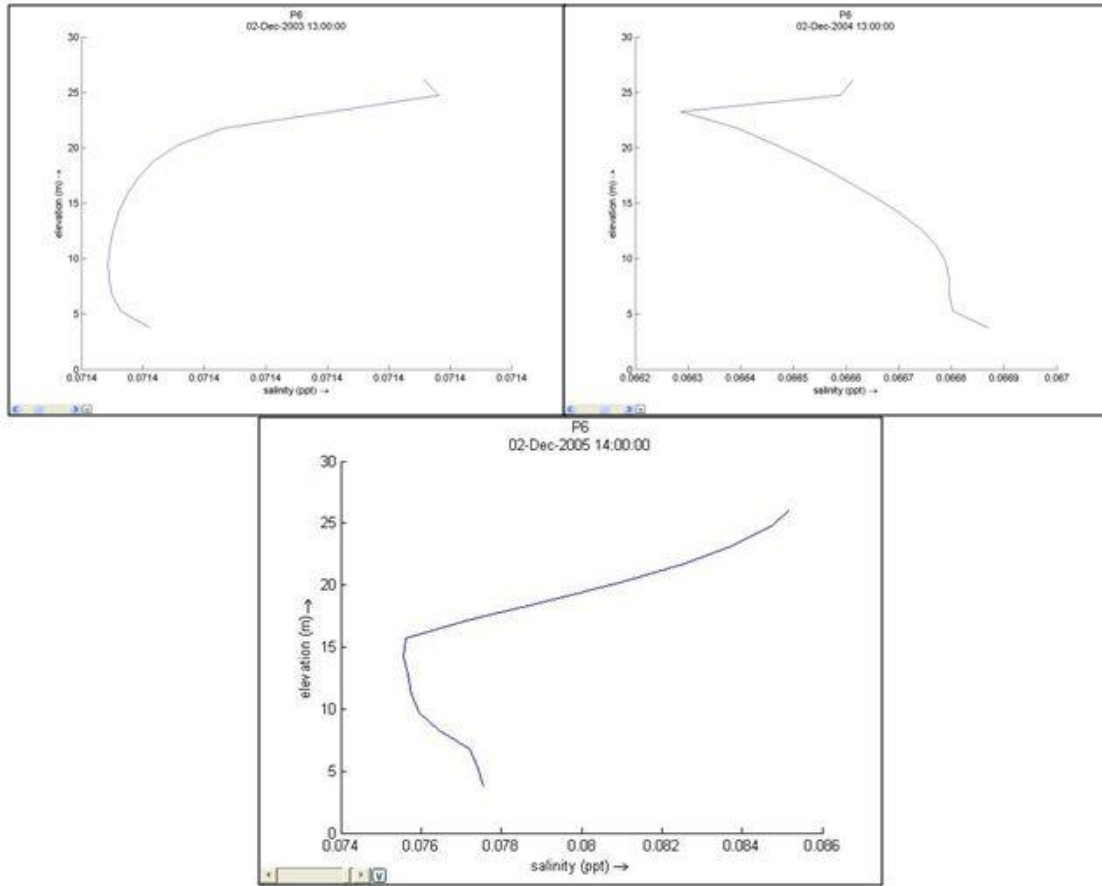 P6
02-Dec-2003 13:00:00
30
25
20
15
10
5
0
elevation (m) →
0.0714 0.0714 0.0714 0.0714 0.0714 0.0714 0.0714 0.0714
salinity (ppt) →
P6
02-Dec-2004 13:00:00
30
25
20
15
10
5
0
elevation (m) →
0.0662 0.0663 0.0664 0.0665 0.0666 0.0667 0.0668 0.0669 0.067
salinity (ppt) →
P6
02-Dec-2005 14:00:00
30
25
20
15
10
5
0
elevation (m) →
0.074 0.076 0.078 0.08 0.082 0.084 0.086
salinity (ppt) →
y